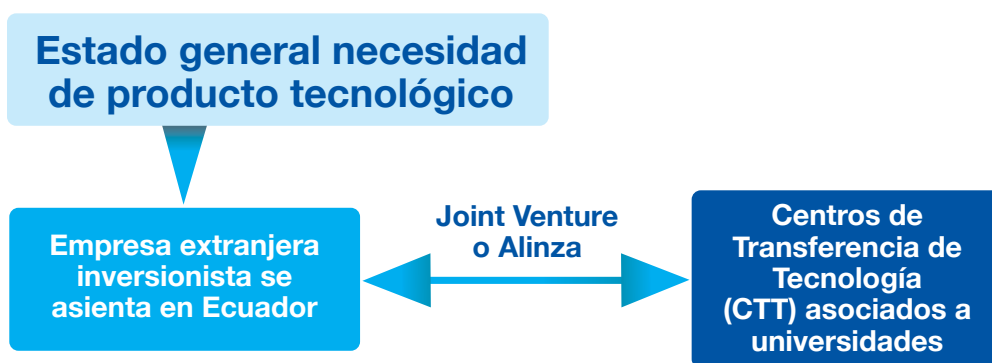 Estado general necesidad
de producto tecnológico
Empresa extranjera
inversionista se
asienta en Ecuador
Joint Venture
o Alinza
Centros de
Transferencia de
Tecnología
(CTT) asociados a
universidades